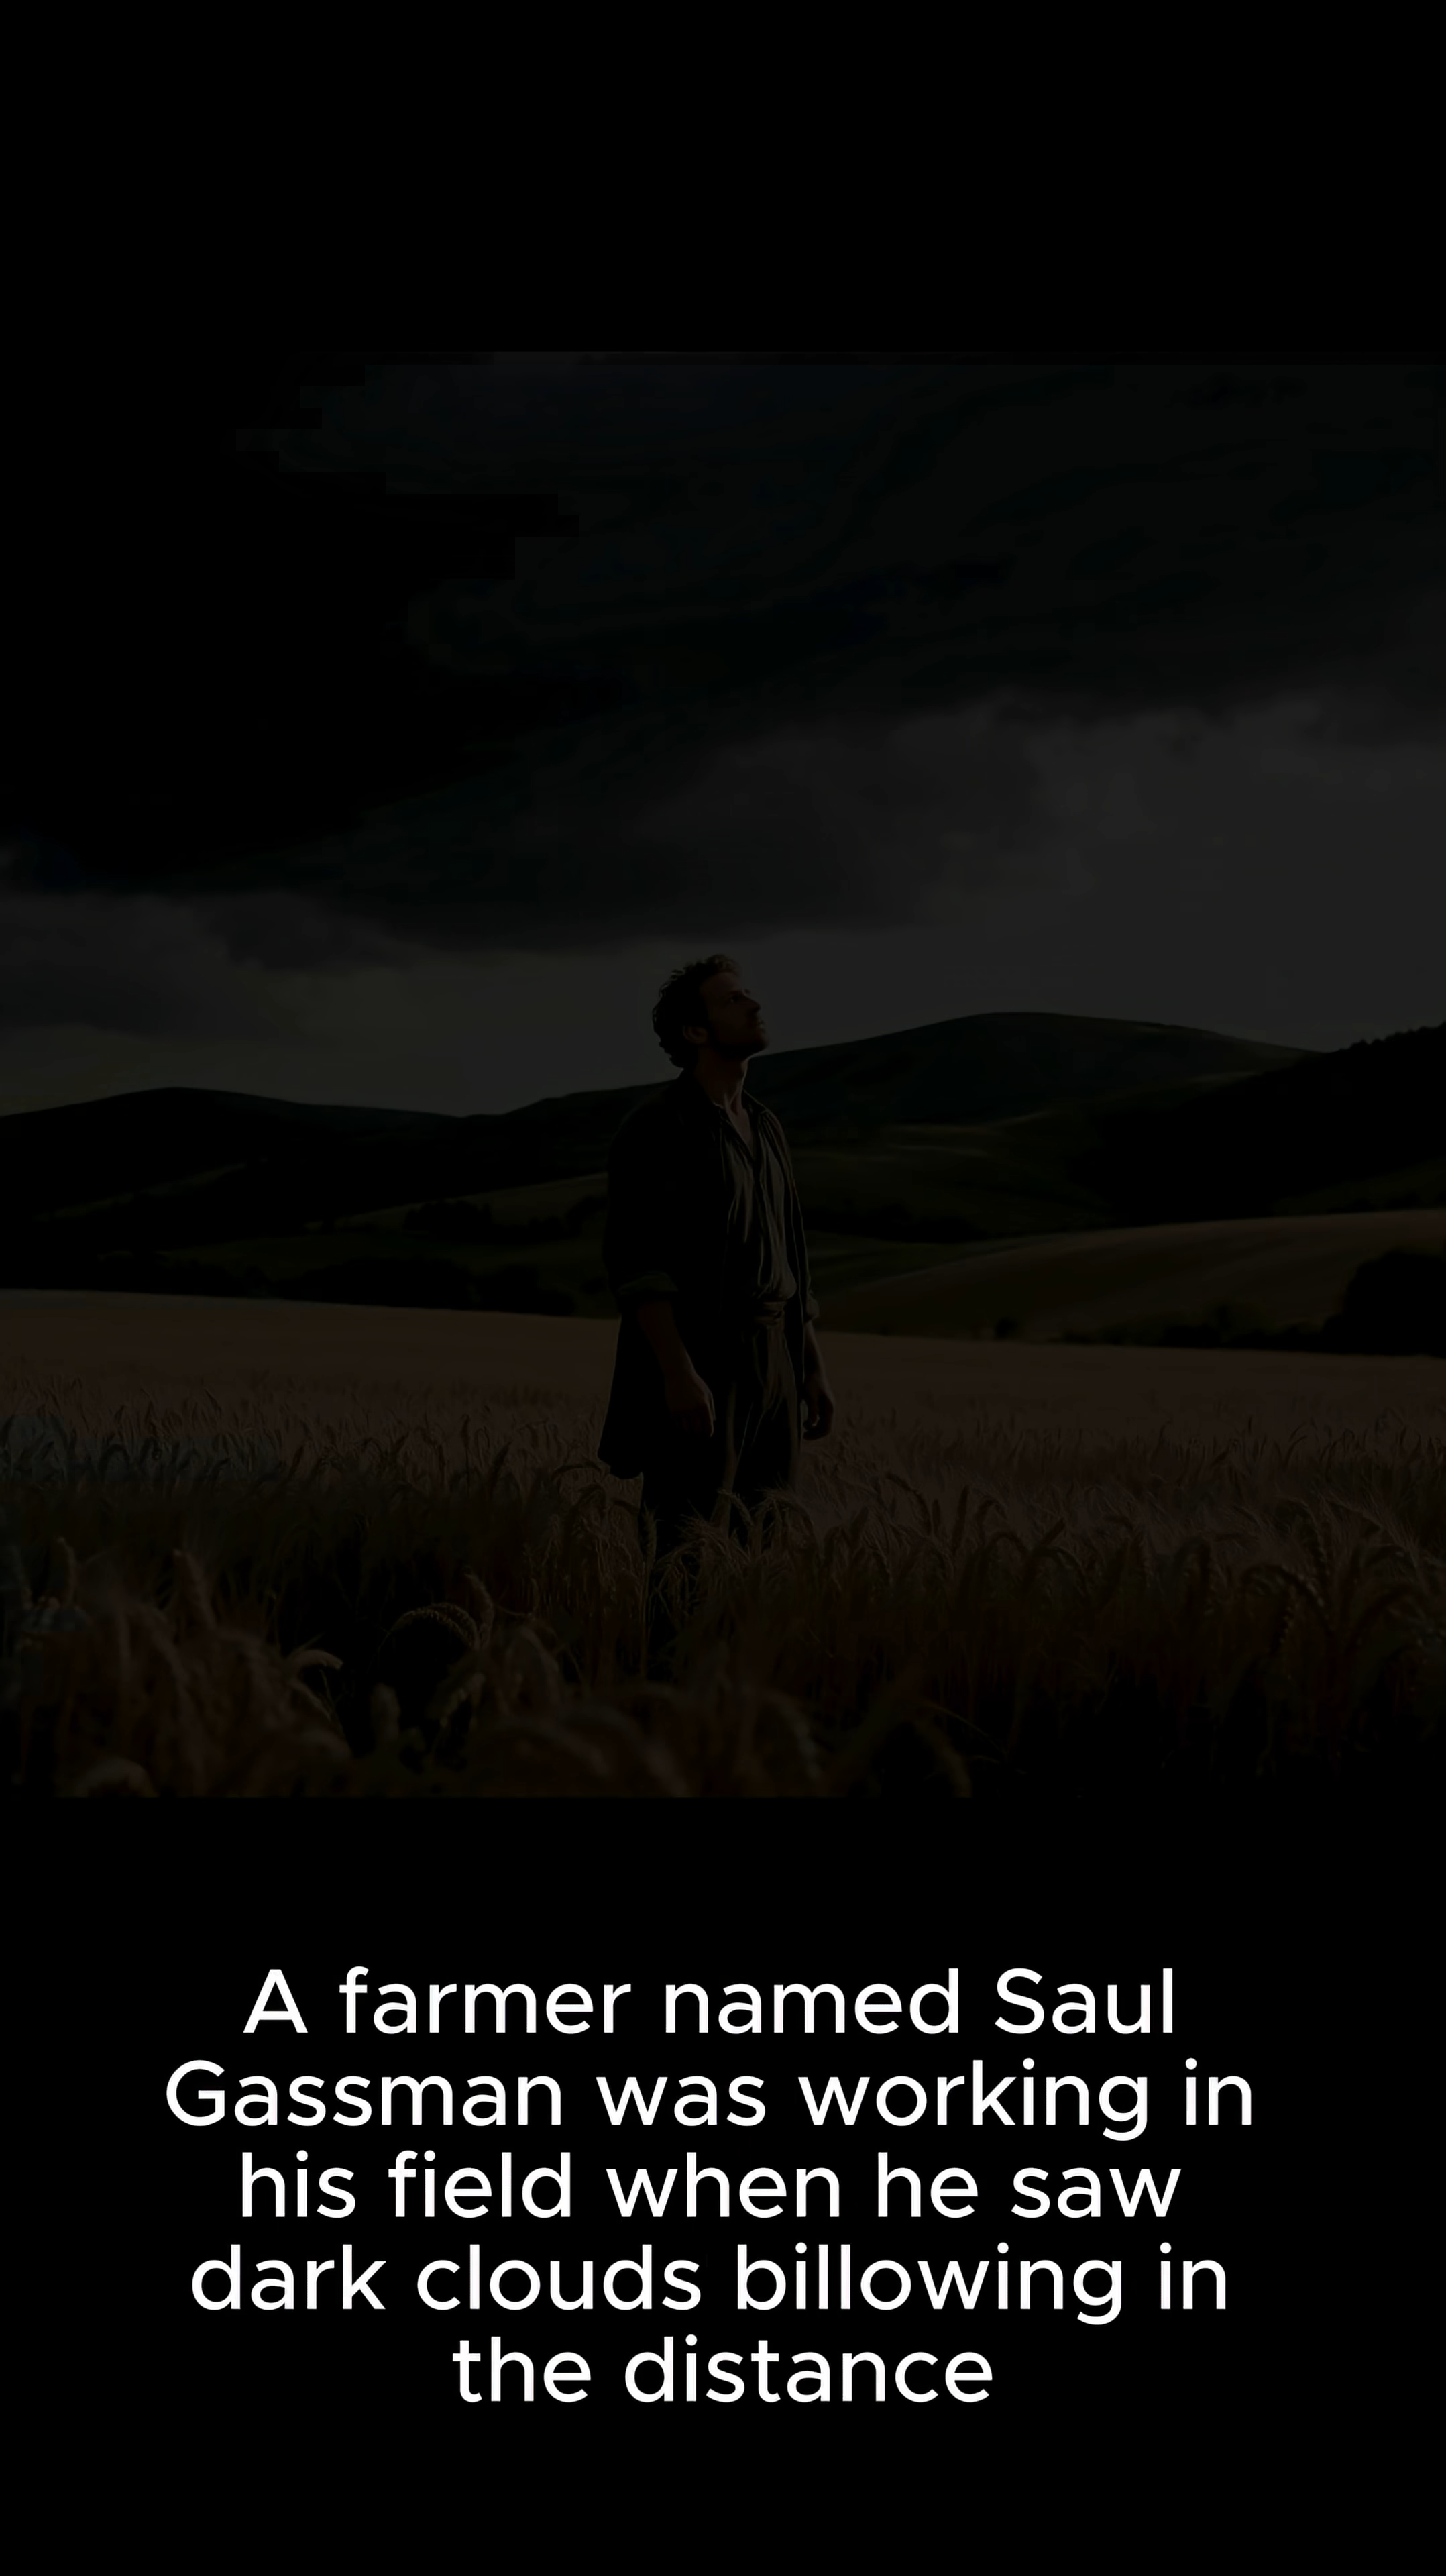 A farmer named Saul
Gassman was working in
his field when he saw
dark clouds billowing in
the distance